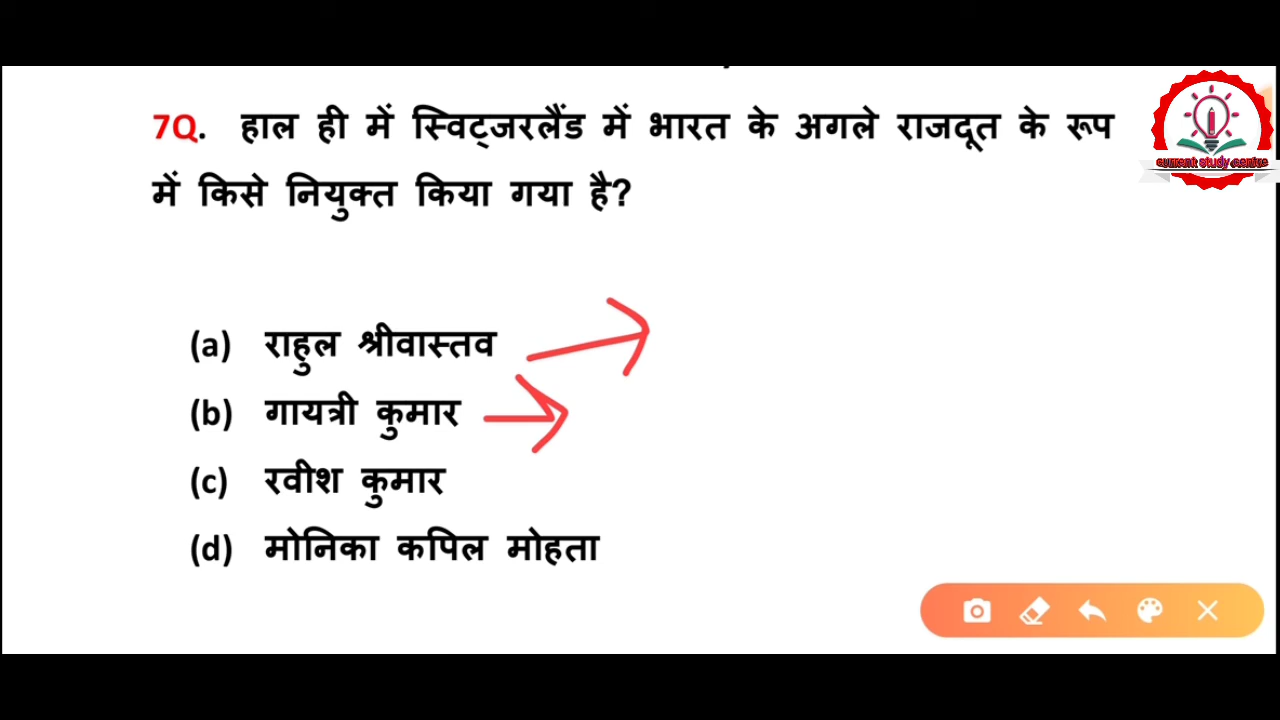 7Q. हाल ही में स्विट्जरलैंड में भारत के अगले राजदूत के रूप
में किसे नियुक्त किया गया है?
current study centre
(a) राहुल श्रीवास्तव
(b) गायत्री कुमार
(c) रवीश कुमार
(d) मोनिका कपिल मोहता